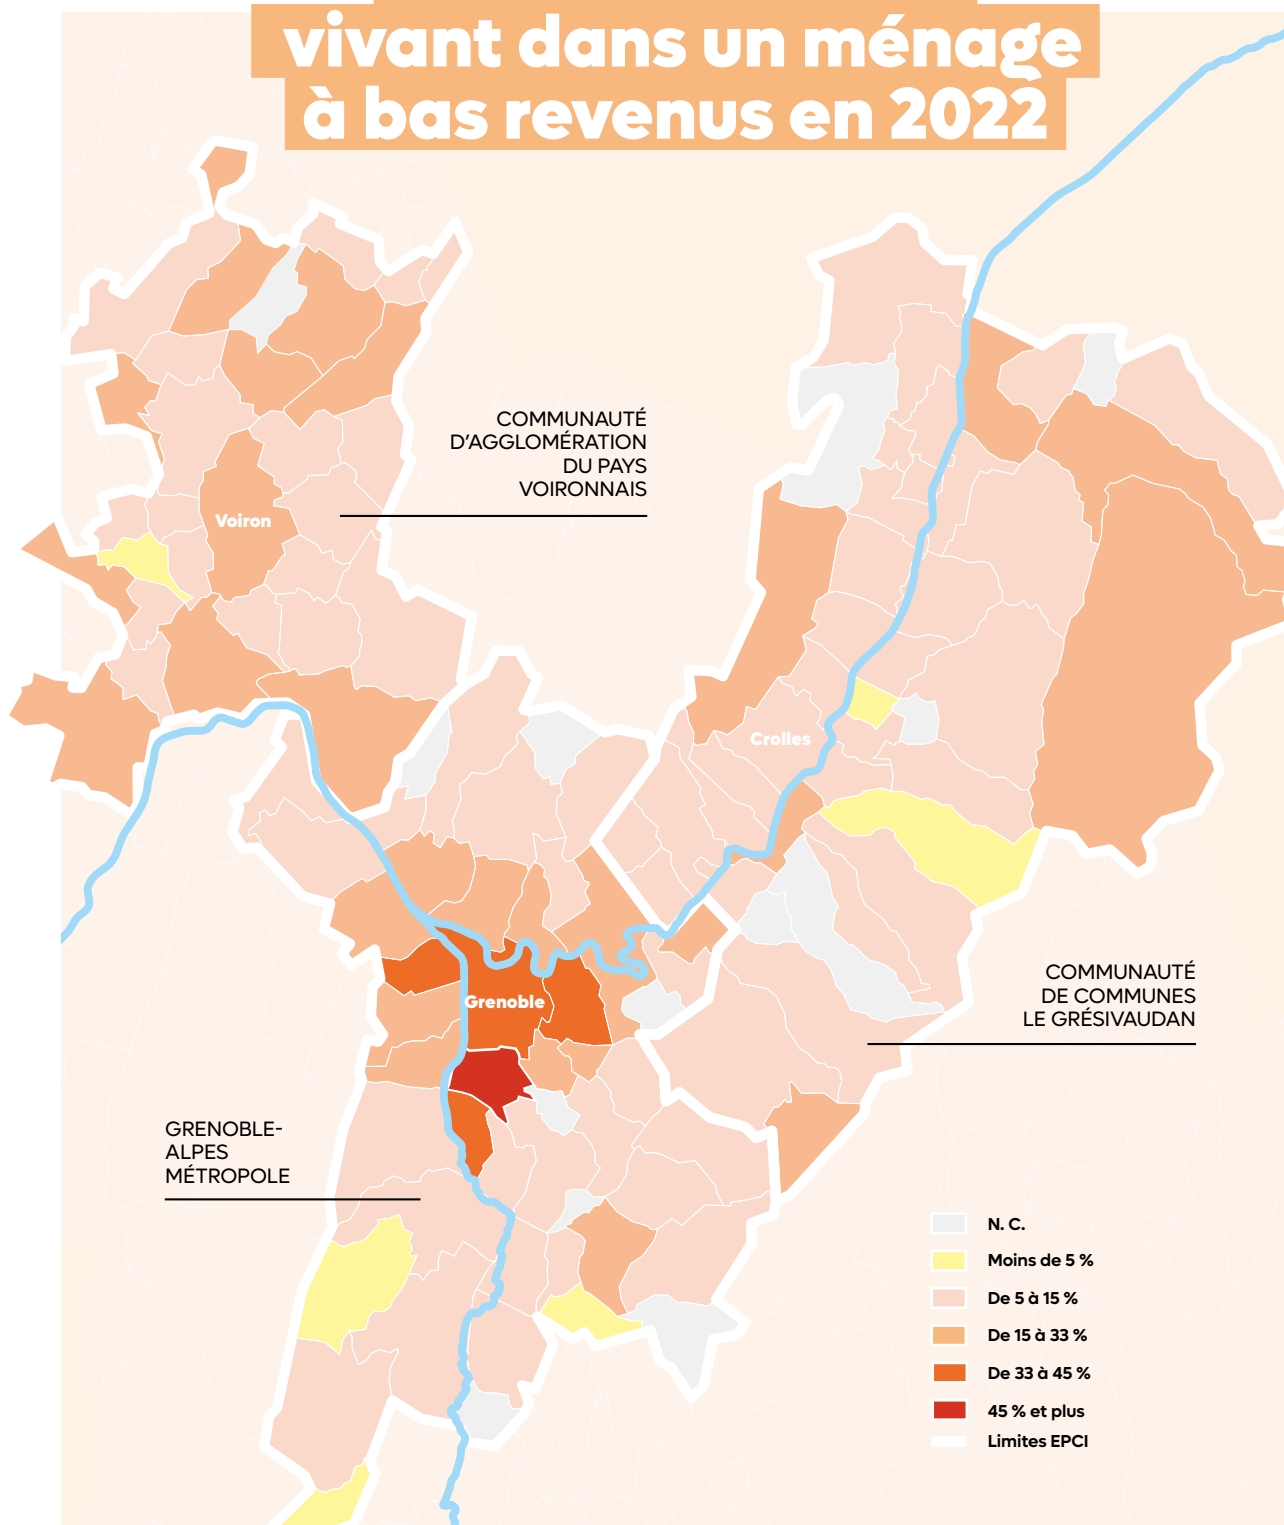 vivant dans un ménage
à bas revenus en 2022
COMMUNAUTÉ
D'AGGLOMÉRATION
DU PAYS
VOIRONNAIS
Voiron
Crolles
COMMUNAUTÉ
DE COMMUNES
LE GRÉSIVAUDAN
Grenoble
GRENOBLE-
ALPES
MÉTROPOLE
N. C.
Moins de 5 %
De 5 à 15 %
De 15 à 33 %
De 33 à 45 %
45 % et plus
Limites EPCI